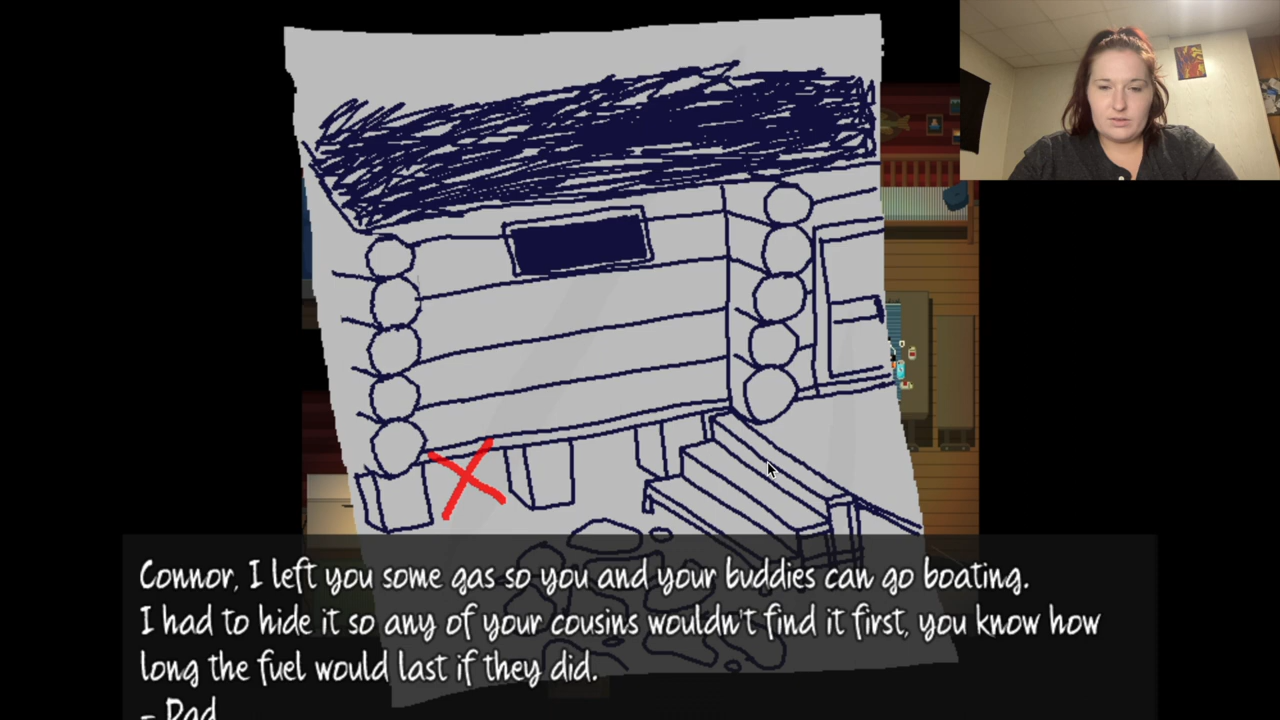 Connor, I left you some gas so you and your buddies can go boating.
I had to hide it so any of your cousins wouldn't find it first, you know how
long the fuel would last if they did.
- Dad